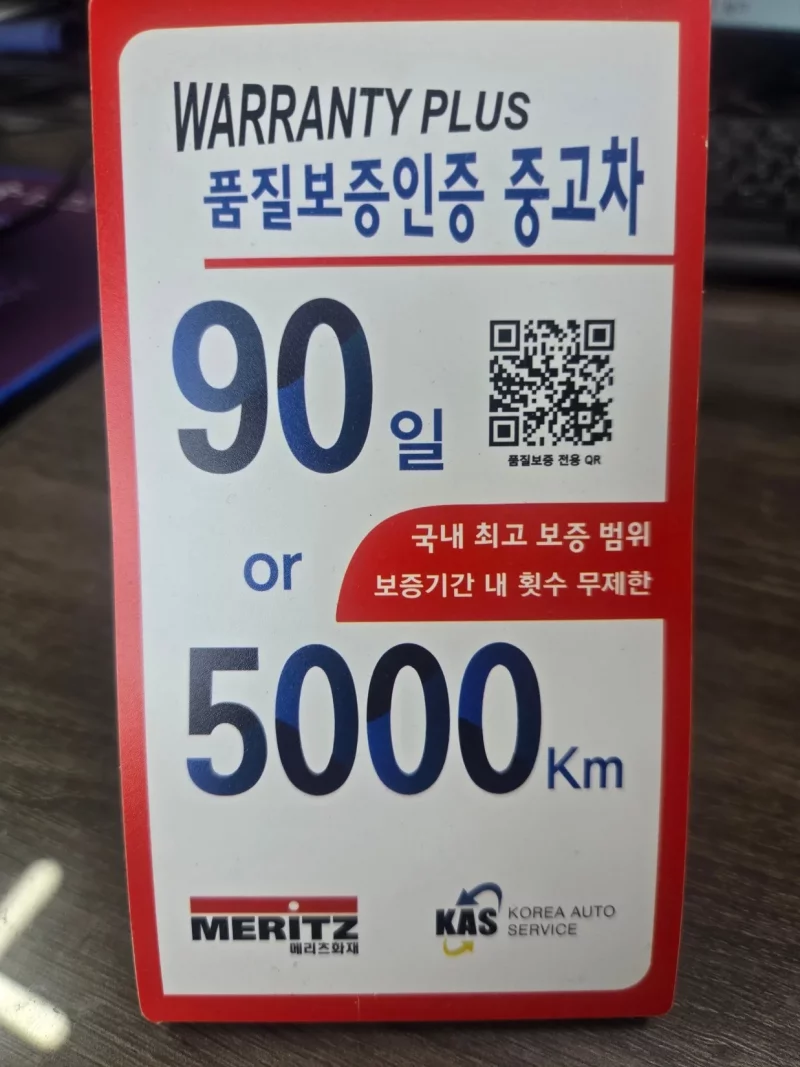 WARRANTY PLUS
품질보증인증 중고차
90일
품질보증 전용 QR
or
국내 최고 보증 범위
보증기간 내 횟수 무제한
5000Km
MERITZ
메리츠화재
KAS
KOREA AUTO
SERVICE